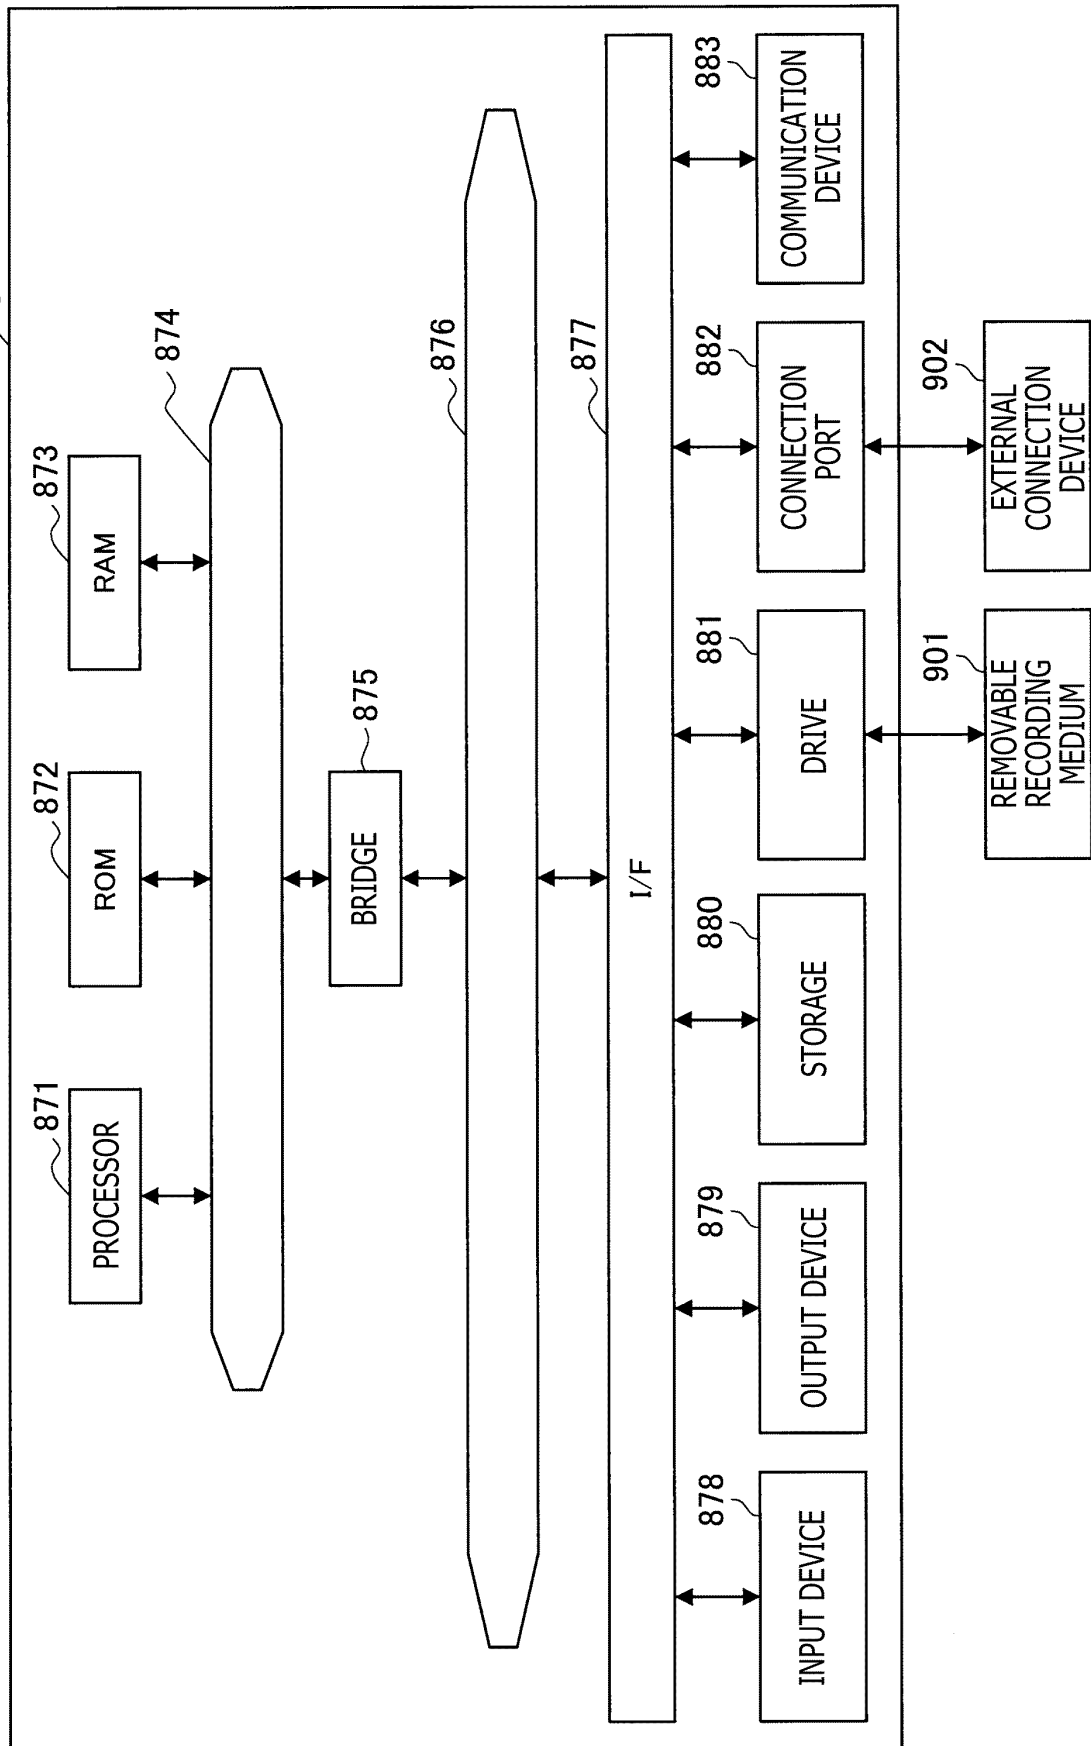 871
PROCESSOR
872
ROM
873
RAM
874
875
BRIDGE
876
877
I/F
878
INPUT DEVICE
879
OUTPUT DEVICE
880
STORAGE
881
DRIVE
882
CONNECTION
PORT
883
COMMUNICATION
DEVICE
901
REMOVABLE
RECORDING
MEDIUM
902
EXTERNAL
CONNECTION
DEVICE